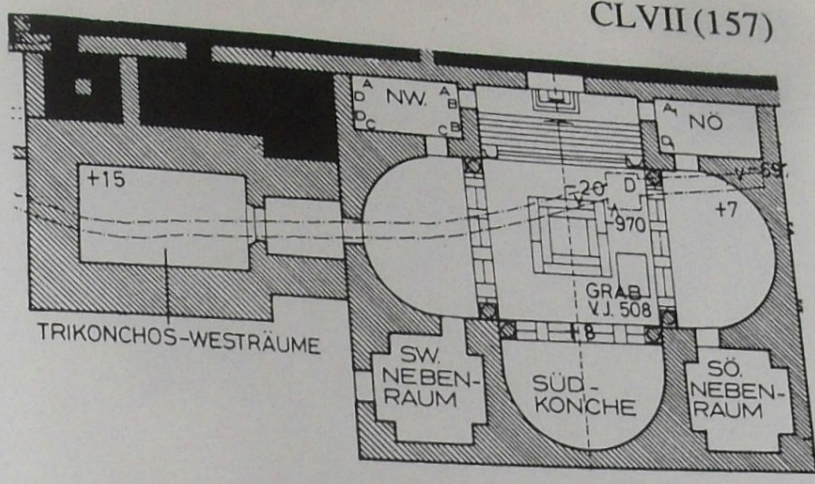 CLVII (157)
A
D
D
C
NW.
A
B
C B
A
NÖ
D
+15
-20
D
-69
+7
970
GRAB
V.J. 508
TRIKONCHOS-WESTRÄUME
+8
SW.
NEBEN-
RAUM
SÜD-
KONCHE
SÖ.
NEBEN-
RAUM